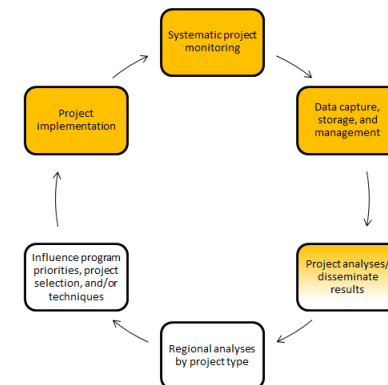 Systematic project
monitoring
Data capture,
storage, and
management
Project analyses/
disseminate
results
Regional analyses
by project type
Influence program
priorities, project
selection, and/or
techniques
Project
implementation